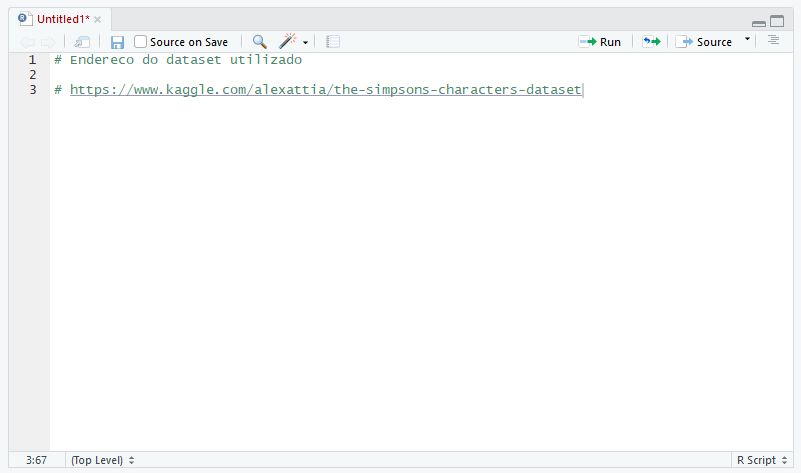 Untitled1*
Source on Save
Run
Source
1 # Endereco do dataset utilizado
2
3 # https://www.kaggle.com/alexattia/the-simpsons-characters-dataset
3:67
(Top Level)
R Script